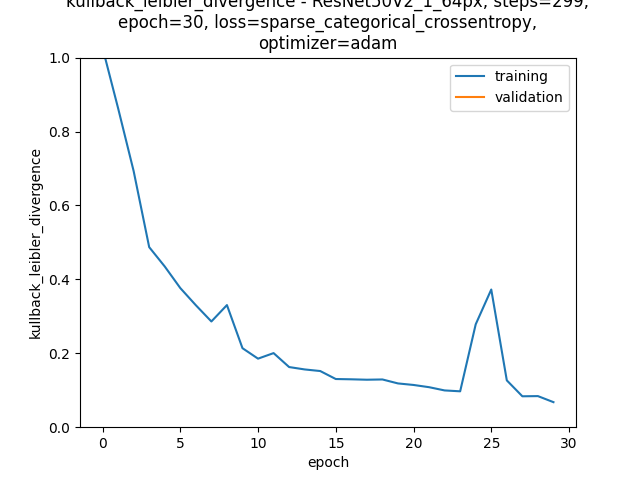 kullback_leibler_divergence - ResNet50V2_1_64px, steps=299,
epoch=30, loss=sparse_categorical_crossentropy,
optimizer=adam
1.0
0.8
0.6
0.4
0.2
0.0
kullback_leibler_divergence
training
validation
0 5 10 15 20 25 30
epoch